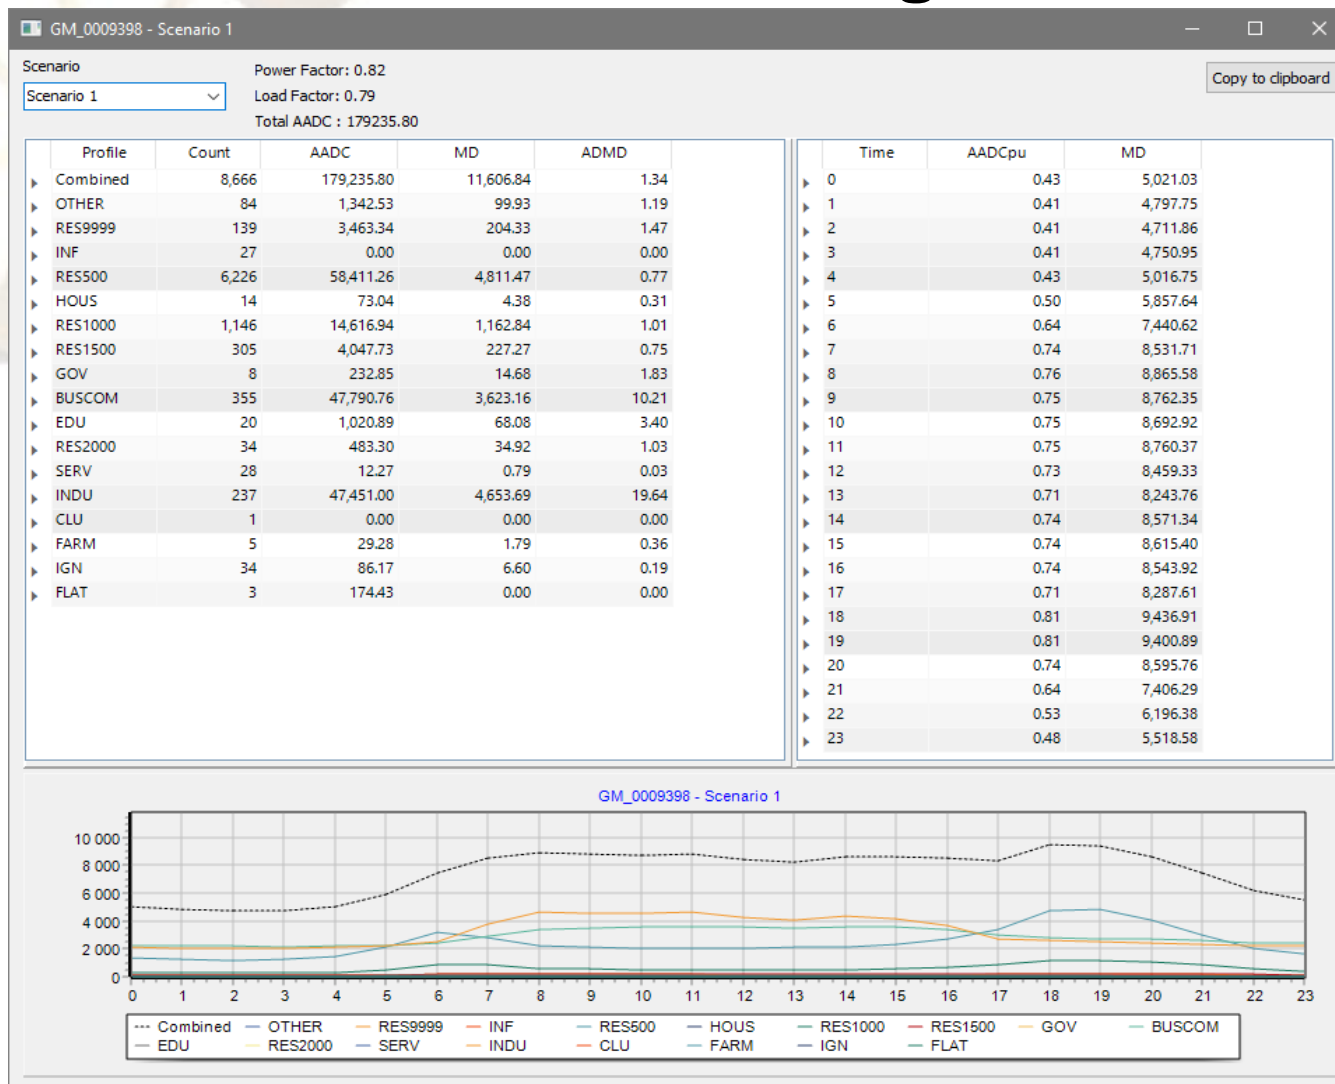 GM_0009398 - Scenario 1
Scenario
Scenario 1
Power Factor: 0.82
Load Factor: 0.79
Total AADC : 179235.80
Copy to clipboard
Profile Count AADC MD ADMD
Combined 8,666 179,235.80 11,606.84 1.34
OTHER 84 1,342.53 99.93 1.19
RES9999 139 3,463.34 204.33 1.47
INF 27 0.00 0.00 0.00
RES500 6,226 58,411.26 4,811.47 0.77
HOUS 14 73.04 4.38 0.31
RES1000 1,146 14,616.94 1,162.84 1.01
RES1500 305 4,047.73 227.27 0.75
GOV 8 232.85 14.68 1.83
BUSCOM 355 47,790.76 3,623.16 10.21
EDU 20 1,020.89 68.08 3.40
RES2000 34 483.30 34.92 1.03
SERV 28 12.27 0.79 0.03
INDU 237 47,451.00 4,653.69 19.64
CLU 1 0.00 0.00 0.00
FARM 5 29.28 1.79 0.36
IGN 34 86.17 6.60 0.19
FLAT 3 174.43 0.00 0.00
Time AADCpu MD
0 0.43 5,021.03
1 0.41 4,797.75
2 0.41 4,711.86
3 0.41 4,750.95
4 0.43 5,016.75
5 0.50 5,857.64
6 0.64 7,440.62
7 0.74 8,531.71
8 0.76 8,865.58
9 0.75 8,762.35
10 0.75 8,692.92
11 0.75 8,760.37
12 0.73 8,459.33
13 0.71 8,243.76
14 0.74 8,571.34
15 0.74 8,615.40
16 0.74 8,543.92
17 0.71 8,287.61
18 0.81 9,436.91
19 0.81 9,400.89
20 0.74 8,595.76
21 0.64 7,406.29
22 0.53 6,196.38
23 0.48 5,518.58
GM_0009398 - Scenario 1
10 000
8 000
6 000
4 000
2 000
0
0 1 2 3 4 5 6 7 8 9 10 11 12 13 14 15 16 17 18 19 20 21 22 23
Combined OTHER RES9999 INF RES500 HOUS RES1000 RES1500 GOV BUSCOM
EDU RES2000 SERV INDU CLU FARM IGN FLAT